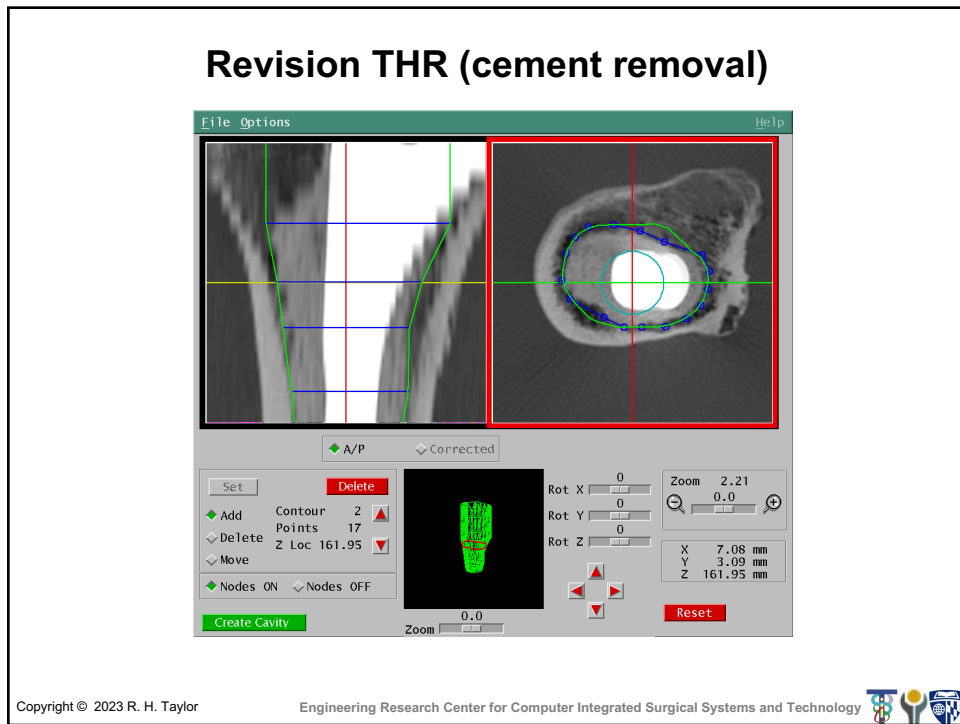 Revision THR (cement removal)
File Options Help
A/P Corrected
Set Delete
Add Contour 2
Delete Points 17
Move Z Loc 161.95
Nodes ON Nodes OFF
Create Cavity
0.0
Zoom
0
Rot X
0
Rot Y
0
Rot Z
Zoom 2.21
0.0
X 7.08 mm
Y 3.09 mm
Z 161.95 mm
Reset
Copyright © 2023 R. H. Taylor
Engineering Research Center for Computer Integrated Surgical Systems and Technology